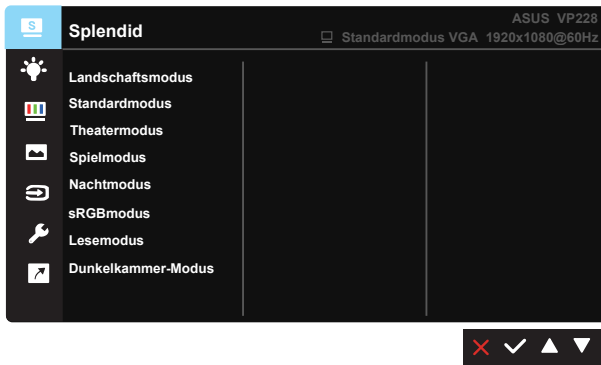 S
Splendid
ASUS VP228
Standardmodus VGA 1920x1080@60Hz
Landschaftsmodus
Standardmodus
Theatermodus
Spielmodus
Nachtmodus
sRGBmodus
Lesemodus
Dunkelkammer-Modus